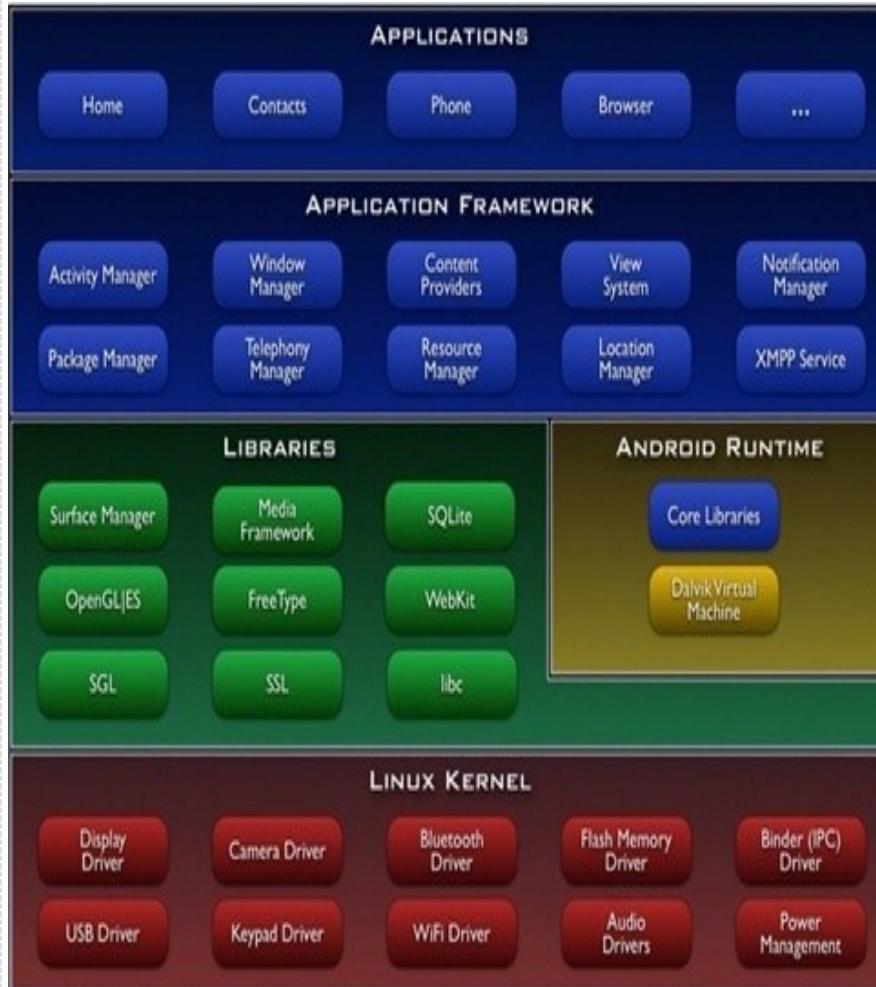 APPLICATIONS
Home
Contacts
Phone
Browser
...
APPLICATION FRAMEWORK
Activity Manager
Window
Manager
Content
Providers
View
System
Notification
Manager
Package Manager
Telephony
Manager
Resource
Manager
Location
Manager
XMPP Service
LIBRARIES
Surface Manager
Media
Framework
SQLite
OpenGL|ES
FreeType
WebKit
SGL
SSL
libc
ANDROID RUNTIME
Core Libraries
Dalvik Virtual
Machine
LINUX KERNEL
Display
Driver
Camera Driver
Bluetooth
Driver
Flash Memory
Driver
Binder (IPC)
Driver
USB Driver
Keypad Driver
WiFi Driver
Audio
Drivers
Power
Management